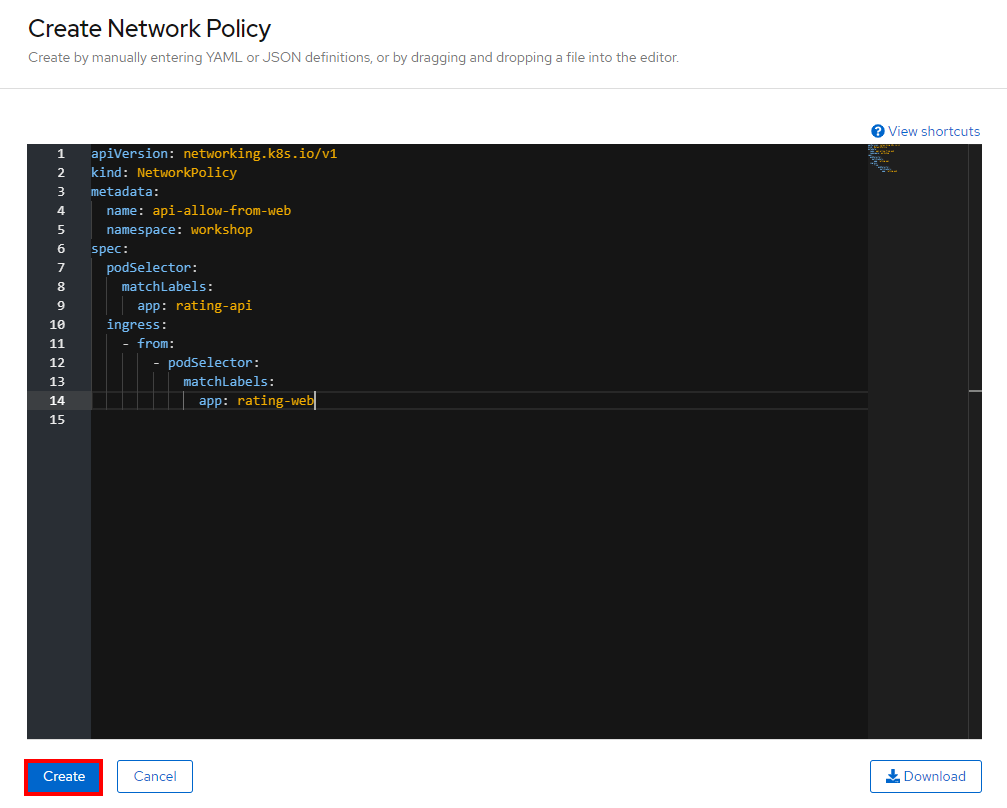 Create Network Policy
Create by manually entering YAML or JSON definitions, or by dragging and dropping a file into the editor.
View shortcuts
1 apiVersion: networking.k8s.io/v1
2 kind: NetworkPolicy
3 metadata:
4   name: api-allow-from-web
5   namespace: workshop
6 spec:
7   podSelector:
8     matchLabels:
9       app: rating-api
10   ingress:
11     - from:
12         - podSelector:
13             matchLabels:
14               app: rating-web
15
Create Cancel Download